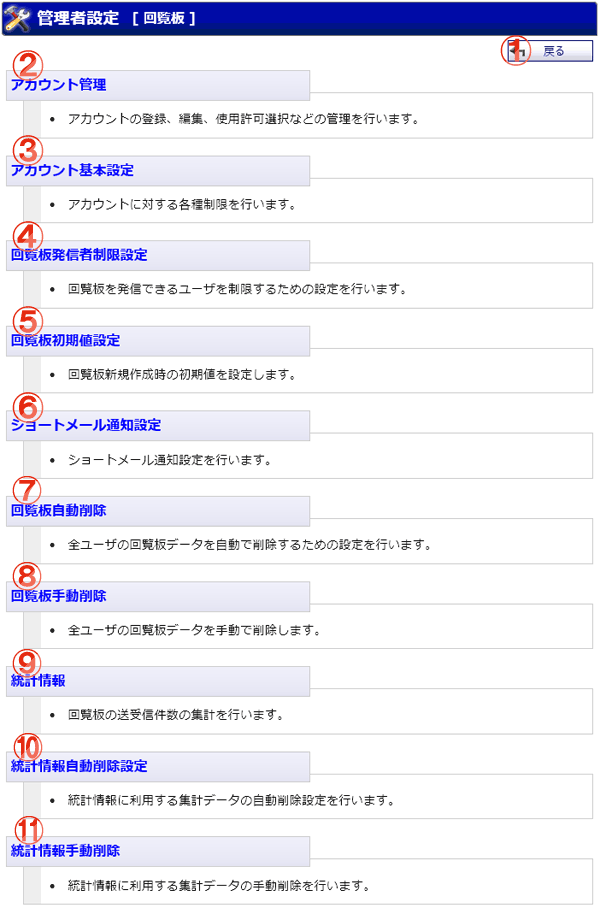 管理者設定 [ 回覧板 ]
① 戻る
②
アカウント管理
• アカウントの登録、編集、使用許可選択などの管理を行います。
③
アカウント基本設定
• アカウントに対する各種制限を行います。
④
回覧板発信者制限設定
• 回覧板を発信できるユーザを制限するための設定を行います。
⑤
回覧板初期値設定
• 回覧板新規作成時の初期値を設定します。
⑥
ショートメール通知設定
• ショートメール通知設定を行います。
⑦
回覧板自動削除
• 全ユーザの回覧板データを自動で削除するための設定を行います。
⑧
回覧板手動削除
• 全ユーザの回覧板データを手動で削除します。
⑨
統計情報
• 回覧板の送受信件数の集計を行います。
⑩
統計情報自動削除設定
• 統計情報に利用する集計データの自動削除設定を行います。
⑪
統計情報手動削除
• 統計情報に利用する集計データの手動削除を行います。